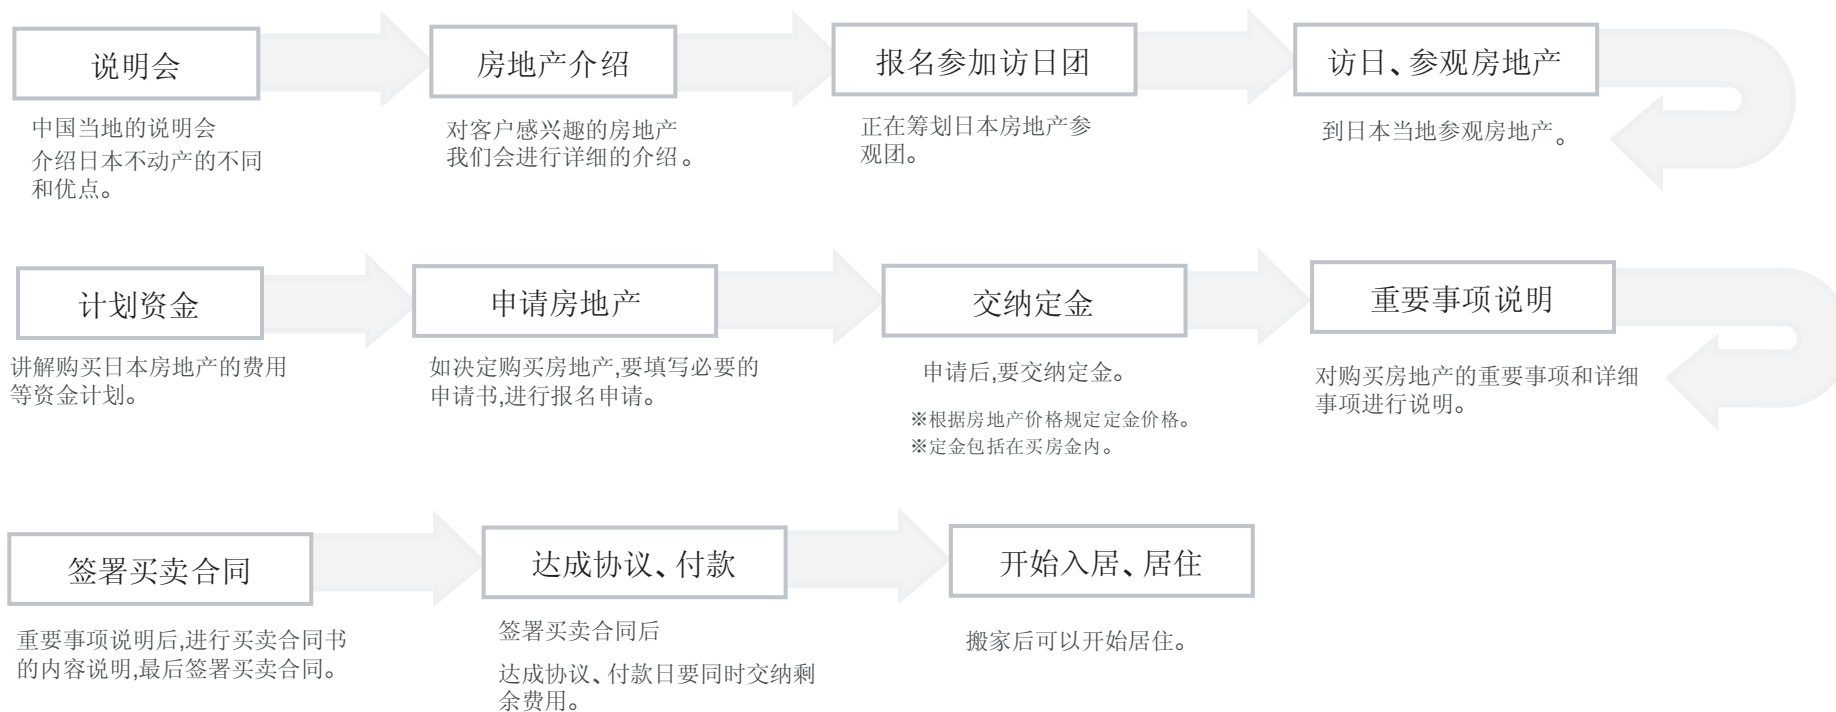 说明会
中国当地的说明会
介绍日本不动产的不同
和优点。
房地产介绍
对客户感兴趣的房地产
我们会进行详细的介绍。
报名参加访日团
正在筹划日本房地产参
观团。
访日、参观房地产
到日本当地参观房地产。
计划资金
讲解购买日本房地产的费用
等资金计划。
申请房地产
如决定购买房地产,要填写必要的
申请书,进行报名申请。
交纳定金
申请后,要交纳定金。
※根据房地产价格规定定金价格。
※定金包括在买房金内。
重要事项说明
对购买房地产的重要事项和详细
事项进行说明。
签署买卖合同
重要事项说明后,进行买卖合同书
的内容说明,最后签署买卖合同。
达成协议、付款
签署买卖合同后
达成协议、付款日要同时交纳剩
余费用。
开始入居、居住
搬家后可以开始居住。